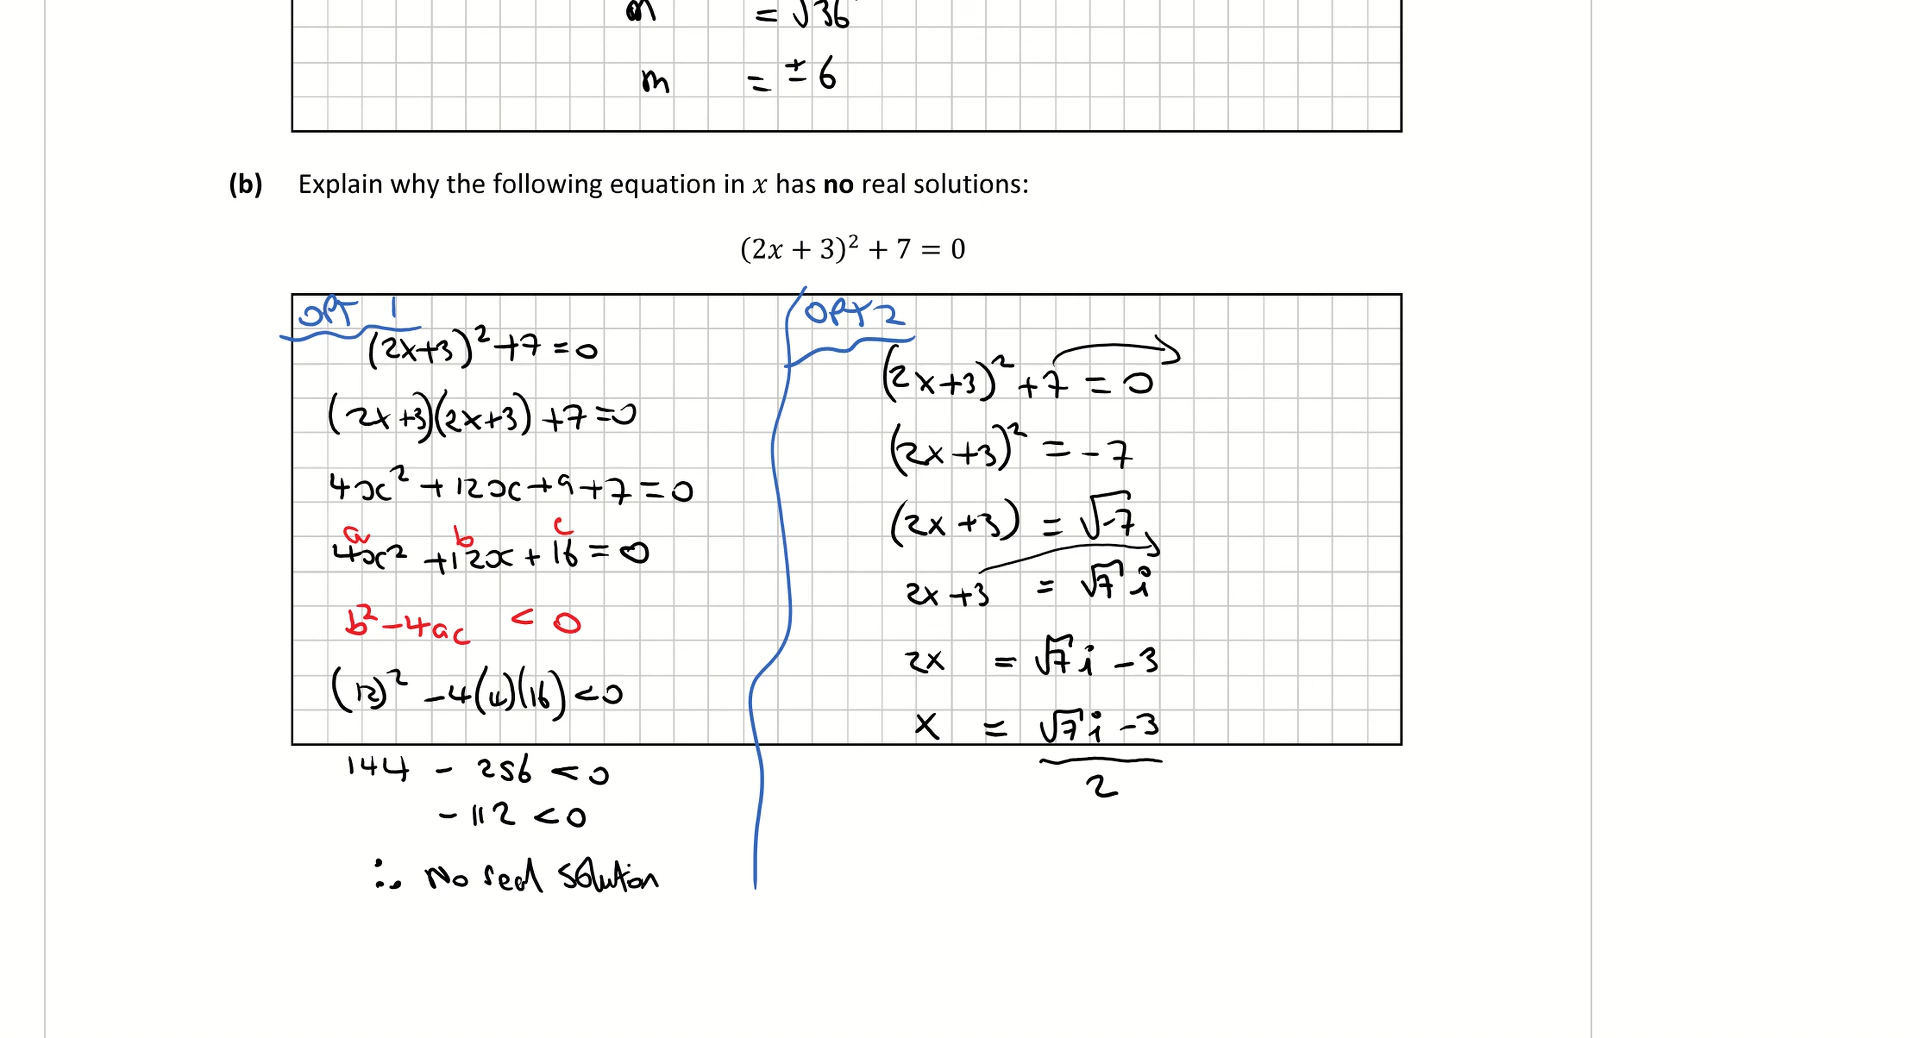 m = √36
m = ± 6
(b) Explain why the following equation in x has no real solutions:
(2x + 3)² + 7 = 0
OPT 1
(2x+3)² +7 = 0
(2x+3)(2x+3) +7 = 0
4x² + 12x + 9 + 7 = 0
a b c
4x² + 12x + 16 = 0
b² - 4ac < 0
(12)² - 4(4)(16) < 0
144 - 256 < 0
- 112 < 0
∴ No real solution
OPT 2
(2x+3)² + 7 = 0
(2x+3)² = - 7
(2x+3) = √-7
2x+3 = √7 i
2x = √7 i - 3
x = √7 i - 3
2